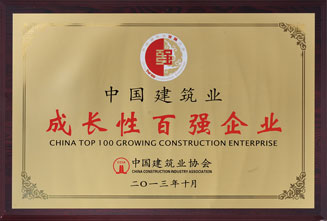 强
中国建筑业
成长性百强企业
CHINA TOP 100 GROWING CONSTRUCTION ENTERPRISE
中国建筑业协会
CHINA CONSTRUCTION INDUSTRY ASSOCIATION
二〇一三年十月